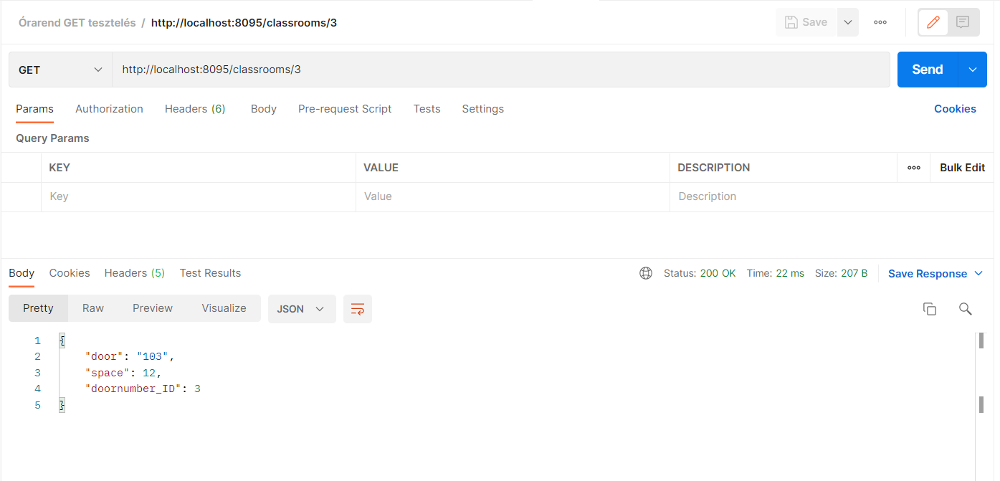 Órarend GET tesztelés / http://localhost:8095/classrooms/3 Save
GET http://localhost:8095/classrooms/3 Send
Params Authorization Headers (6) Body Pre-request Script Tests Settings Cookies
Query Params
KEY VALUE DESCRIPTION Bulk Edit
Key Value Description
Body Cookies Headers (5) Test Results Status: 200 OK Time: 22 ms Size: 207 B Save Response
Pretty Raw Preview Visualize JSON
1 {
2 "door": "103",
3 "space": 12,
4 "doornumber_ID": 3
5 }